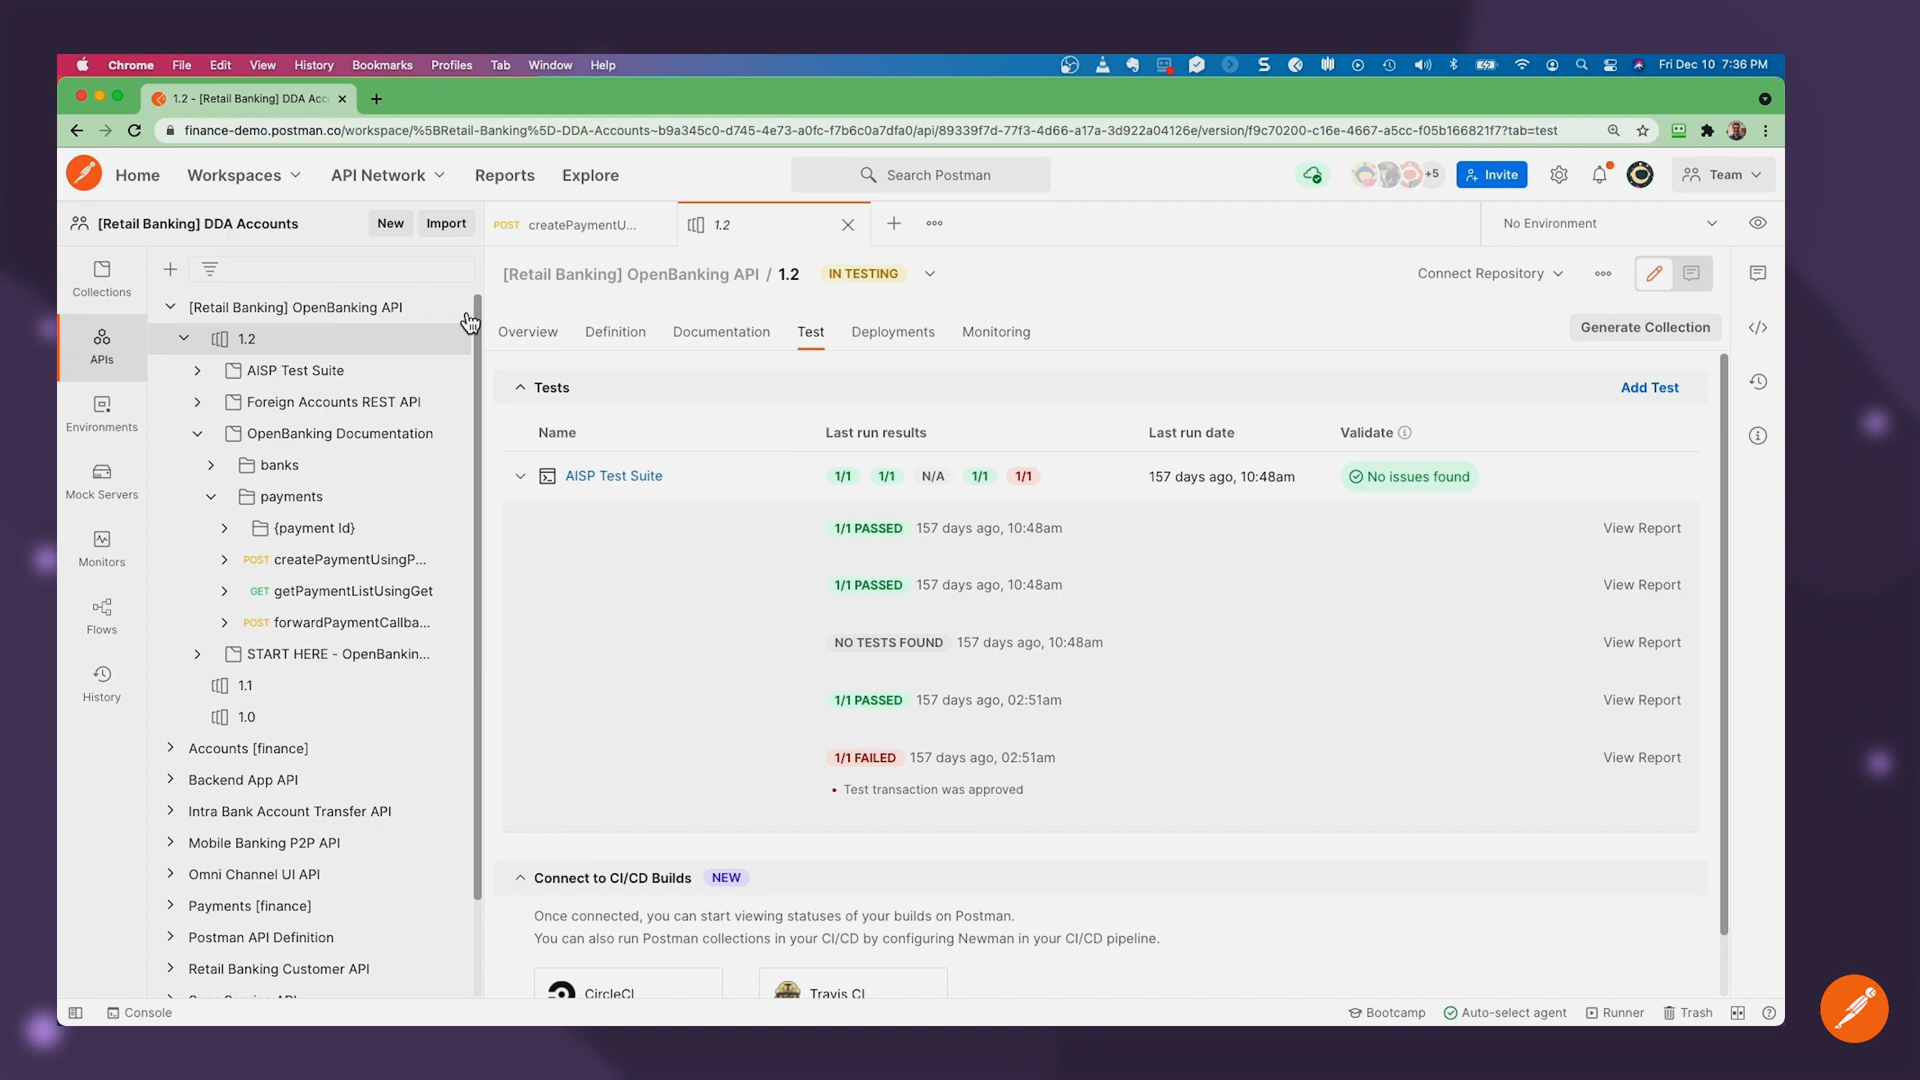 Chrome File Edit View History Bookmarks Profiles Tab Window Help Fri Dec 10 7:36 PM
1.2 - [Retail Banking] DDA Acc
finance-demo.postman.co/workspace/%5BRetail-Banking%5D-DDA-Accounts~b9a345c0-d745-4e73-a0fc-f7b6c0a7dfa0/api/89339f7d-77f3-4d66-a17a-3d922a04126e/version/f9c70200-c16e-4667-a5cc-f05b166821f7?tab=test
Home Workspaces API Network Reports Explore Search Postman +5 Invite Team
[Retail Banking] DDA Accounts New Import POST createPaymentU... 1.2 No Environment
Collections
APIs
Environments
Mock Servers
Monitors
Flows
History
[Retail Banking] OpenBanking API
1.2
AISP Test Suite
Foreign Accounts REST API
OpenBanking Documentation
banks
payments
{payment Id}
POST createPaymentUsingP...
GET getPaymentListUsingGet
POST forwardPaymentCallba...
START HERE - OpenBankin...
1.1
1.0
Accounts [finance]
Backend App API
Intra Bank Account Transfer API
Mobile Banking P2P API
Omni Channel UI API
Payments [finance]
Postman API Definition
Retail Banking Customer API
[Retail Banking] OpenBanking API / 1.2 IN TESTING Connect Repository
Overview Definition Documentation Test Deployments Monitoring Generate Collection
Tests Add Test
Name Last run results Last run date Validate
AISP Test Suite 1/1 1/1 N/A 1/1 1/1 157 days ago, 10:48am No issues found
1/1 PASSED 157 days ago, 10:48am View Report
1/1 PASSED 157 days ago, 10:48am View Report
NO TESTS FOUND 157 days ago, 10:48am View Report
1/1 PASSED 157 days ago, 02:51am View Report
1/1 FAILED 157 days ago, 02:51am View Report
• Test transaction was approved
Connect to CI/CD Builds NEW
Once connected, you can start viewing statuses of your builds on Postman.
You can also run Postman collections in your CI/CD by configuring Newman in your CI/CD pipeline.
CircleCI Travis CI
Console Bootcamp Auto-select agent Runner Trash